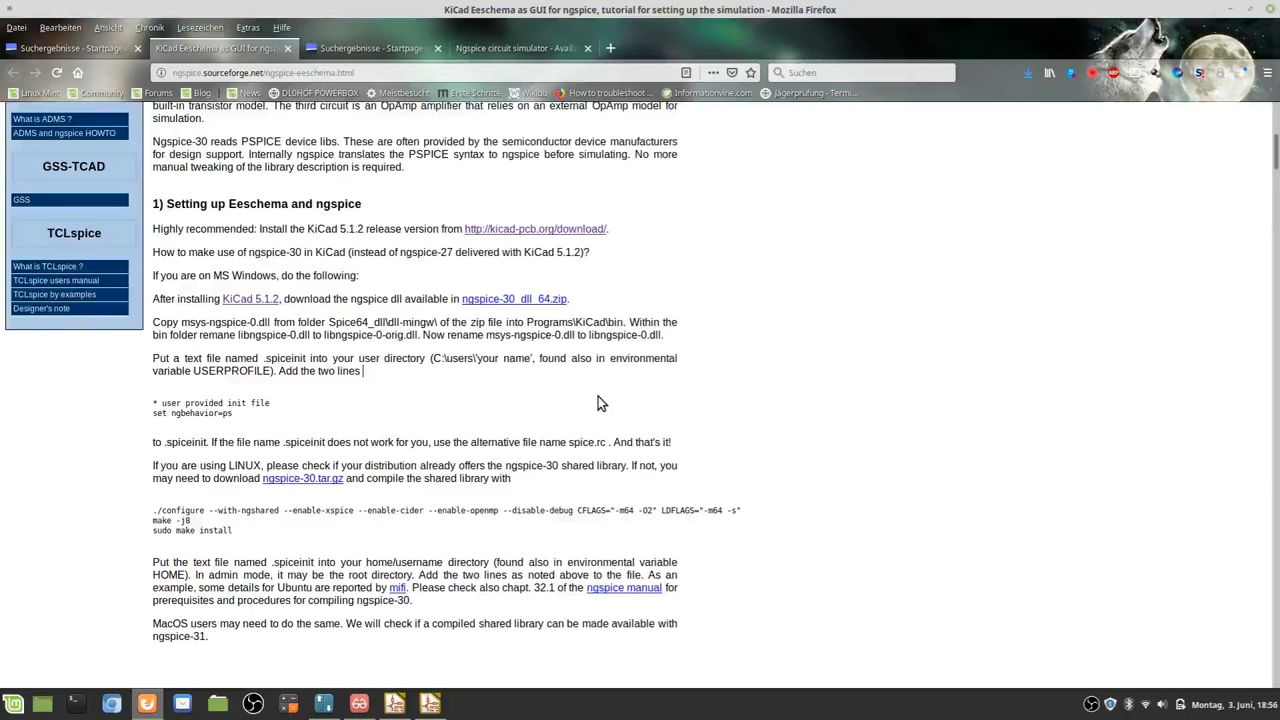 KiCad Eeschema as GUI for ngspice, tutorial for setting up the simulation - Mozilla Firefox
Datei Bearbeiten Ansicht Chronik Lesezeichen Extras Hilfe
Suchergebnisse - Startpage
KiCad Eeschema as GUI for ngsp
Suchergebnisse - Startpage
Ngspice circuit simulator - Avail
ngspice.sourceforge.net/ngspice-eeschema.html
Suchen
Linux Mint Community Forums Blog News DL0HOF POWERBOX Meistbesucht Erste Schritte Wikibu How to troubleshoot ... Informationvine.com Jägerprüfung - Termi...
What is ADMS ?
ADMS and ngspice HOWTO
GSS-TCAD
GSS
TCLspice
What is TCLspice ?
TCLspice users manual
TCLspice by examples
Designer's note
built-in transistor model. The third circuit is an OpAmp amplifier that relies on an external OpAmp model for
simulation.
Ngspice-30 reads PSPICE device libs. These are often provided by the semiconductor device manufacturers
for design support. Internally ngspice translates the PSPICE syntax to ngspice before simulating. No more
manual tweaking of the library description is required.
1) Setting up Eeschema and ngspice
Highly recommended: Install the KiCad 5.1.2 release version from http://kicad-pcb.org/download/.
How to make use of ngspice-30 in KiCad (instead of ngspice-27 delivered with KiCad 5.1.2)?
If you are on MS Windows, do the following:
After installing KiCad 5.1.2, download the ngspice dll available in ngspice-30_dll_64.zip.
Copy msys-ngspice-0.dll from folder Spice64_dll\dll-mingw\ of the zip file into Programs\KiCad\bin. Within the
bin folder remane libngspice-0.dll to libngspice-0-orig.dll. Now rename msys-ngspice-0.dll to libngspice-0.dll.
Put a text file named .spiceinit into your user directory (C:\users\'your name', found also in environmental
variable USERPROFILE). Add the two lines
* user provided init file
set ngbehavior=ps
to .spiceinit. If the file name .spiceinit does not work for you, use the alternative file name spice.rc . And that's it!
If you are using LINUX, please check if your distribution already offers the ngspice-30 shared library. If not, you
may need to download ngspice-30.tar.gz and compile the shared library with
./configure --with-ngshared --enable-xspice --enable-cider --enable-openmp --disable-debug CFLAGS="-m64 -O2" LDFLAGS="-m64 -s"
make -j8
sudo make install
Put the text file named .spiceinit into your home/username directory (found also in environmental variable
HOME). In admin mode, it may be the root directory. Add the two lines as noted above to the file. As an
example, some details for Ubuntu are reported by mifi. Please check also chapt. 32.1 of the ngspice manual for
prerequisites and procedures for compiling ngspice-30.
MacOS users may need to do the same. We will check if a compiled shared library can be made available with
ngspice-31.
Montag, 3. Juni, 18:56